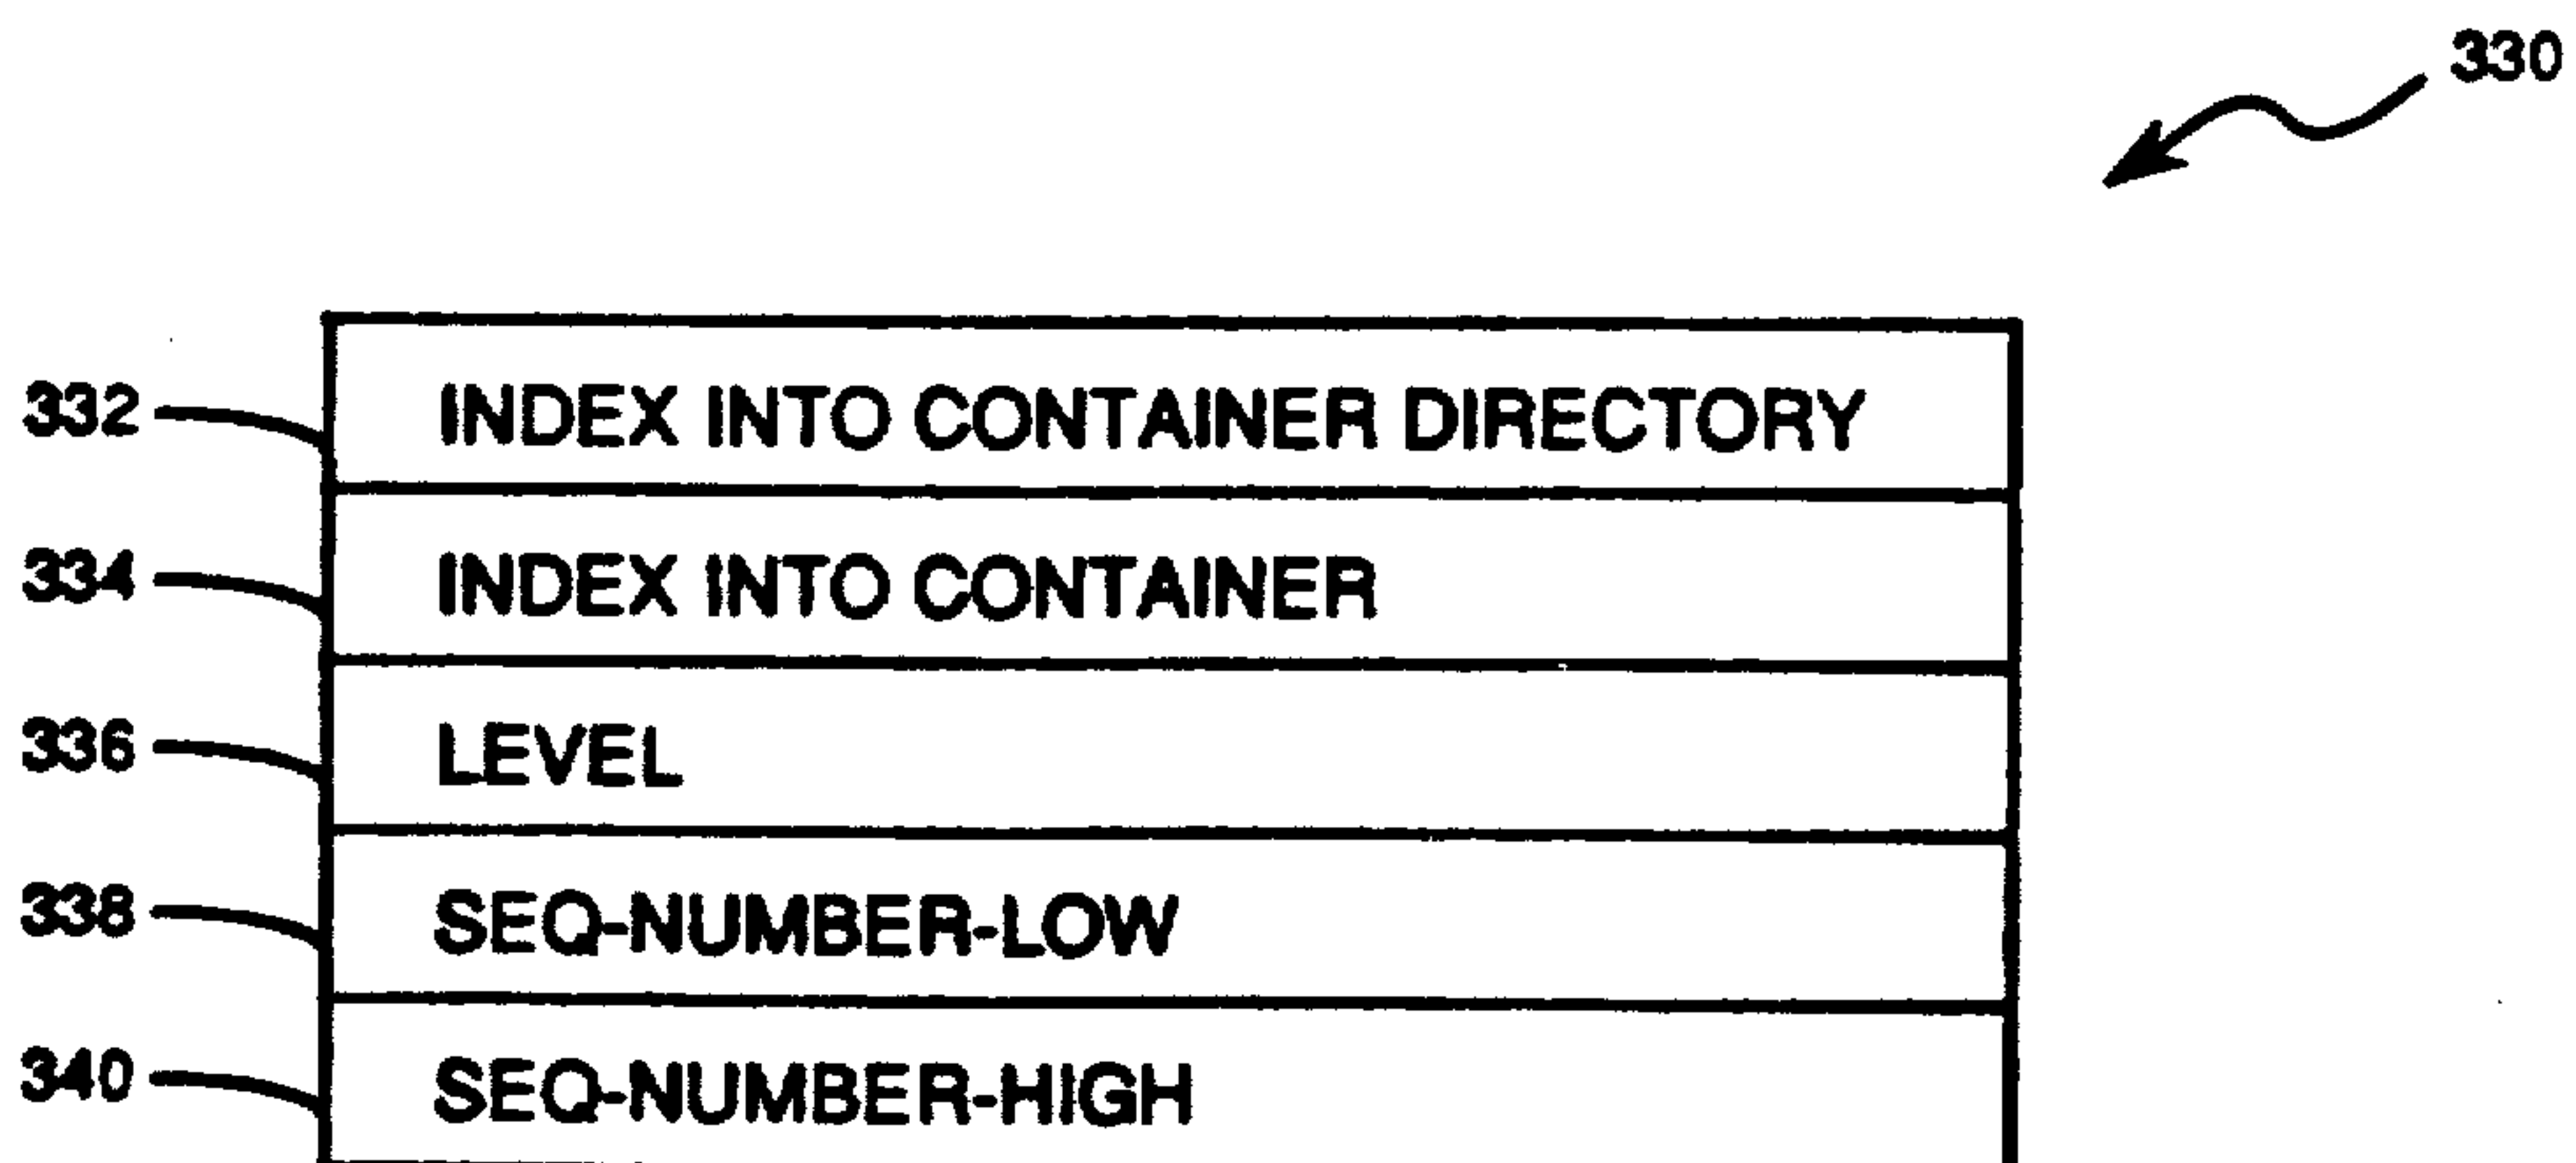 330
332 INDEX INTO CONTAINER DIRECTORY
334 INDEX INTO CONTAINER
336 LEVEL
338 SEQ-NUMBER-LOW
340 SEQ-NUMBER-HIGH